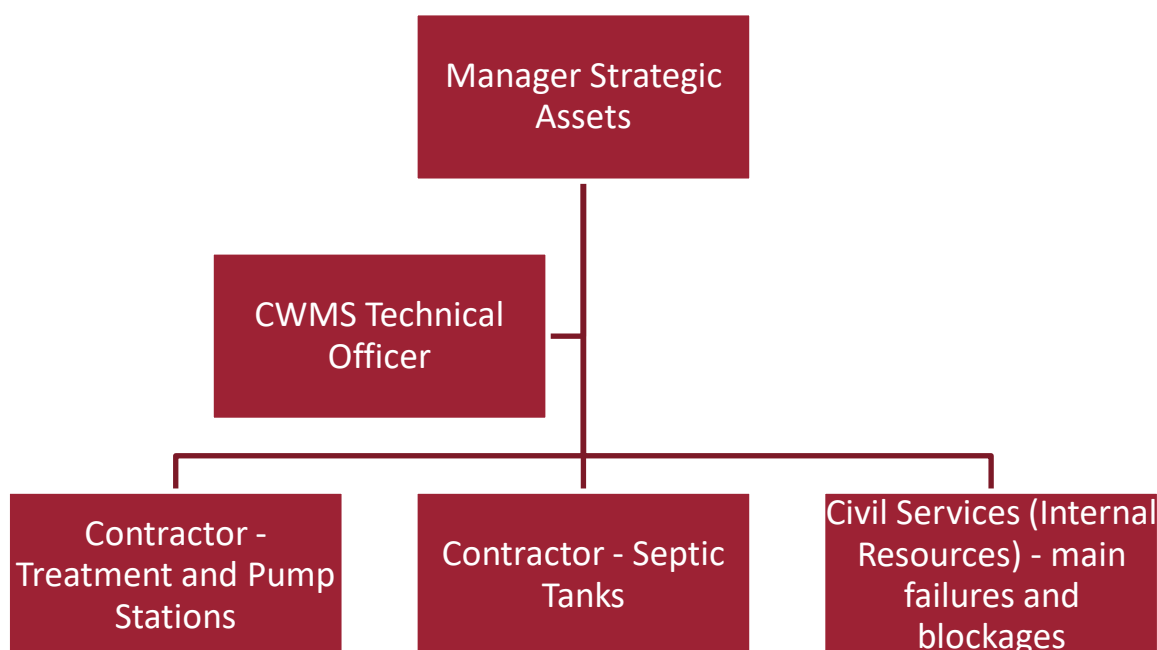 Manager Strategic
Assets
CWMS Technical
Officer
Contractor -
Treatment and Pump
Stations
Contractor - Septic
Tanks
Civil Services (Internal
Resources) - main
failures and
blockages